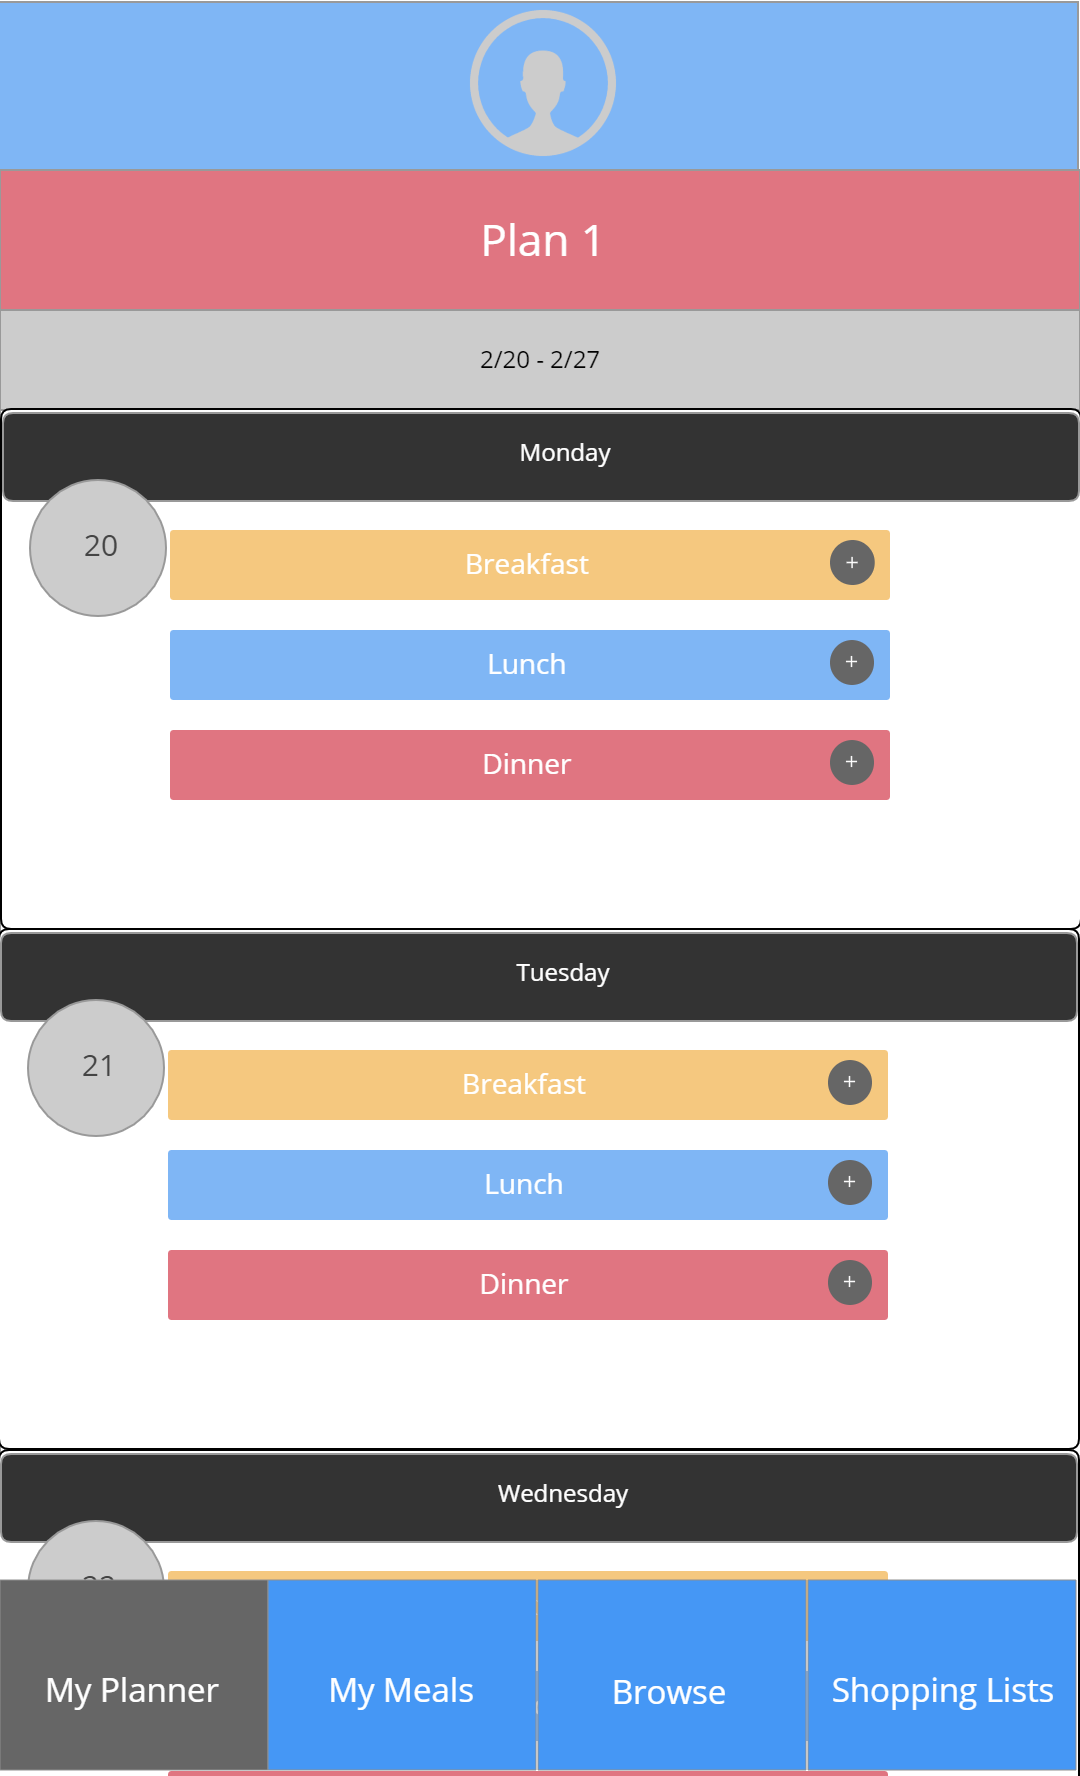 Plan 1
2/20 - 2/27
Monday
20
Breakfast
+
Lunch
+
Dinner
+
Tuesday
21
Breakfast
+
Lunch
+
Dinner
+
Wednesday
My Planner
My Meals
Browse
Shopping Lists